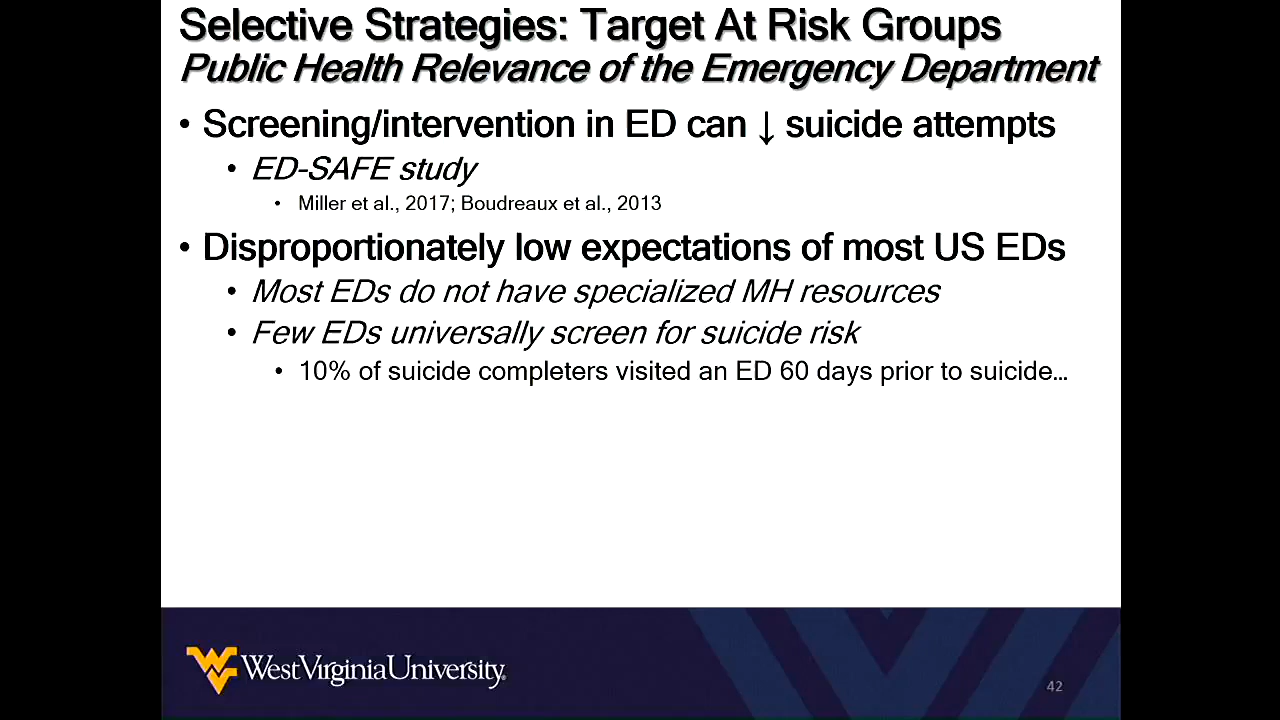 Selective Strategies: Target At Risk Groups
Public Health Relevance of the Emergency Department
• Screening/intervention in ED can ↓ suicide attempts
• ED-SAFE study
• Miller et al., 2017; Boudreaux et al., 2013
• Disproportionately low expectations of most US EDs
• Most EDs do not have specialized MH resources
• Few EDs universally screen for suicide risk
• 10% of suicide completers visited an ED 60 days prior to suicide…
WestVirginiaUniversity.
42